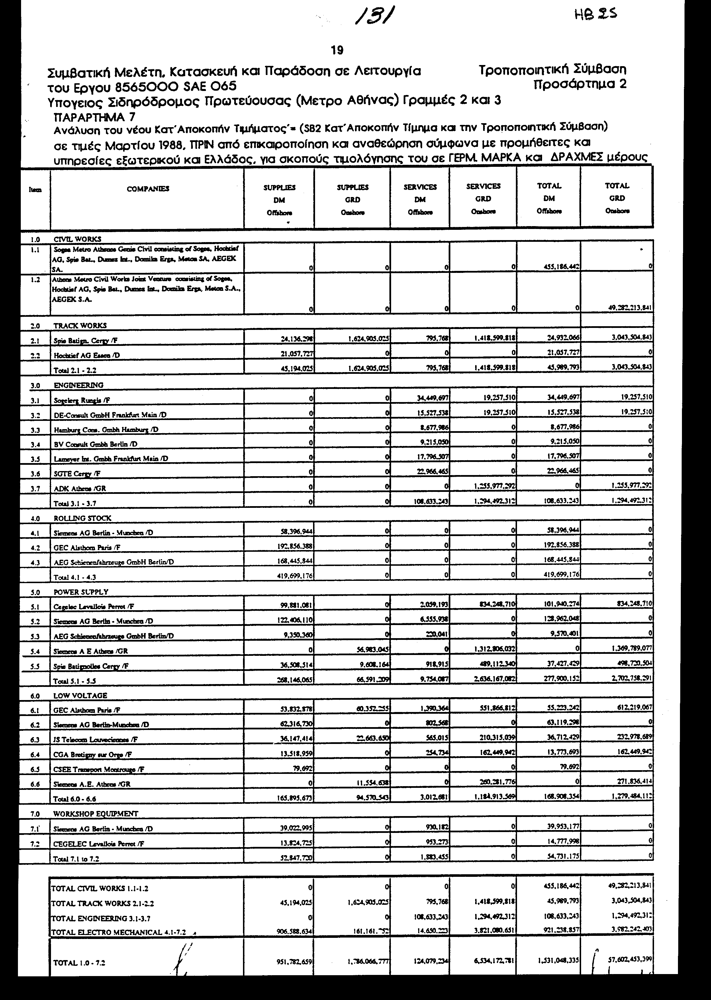 131
HB 25
19
Συμβατική Μελέτη, Κατασκευή και Παράδοση σε Λειτουργία Τροποποιητική Σύμβαση
του Εργου 8565000 SAE 065 Προσάρτημα 2
Υπογειος Σιδηρόδρομος Πρωτεύουσας (Μετρο Αθήνας) Γραμμές 2 και 3
ΠΑΡΑΡΤΗΜΑ 7
Ανάλυση του νέου Κατ'Αποκοπήν Τιμήματος'= (SB2 Κατ'Αποκοπήν Τίμημα και την Τροποποιητική Σύμβαση)
σε τιμές Μαρτίου 1988, ΠΡΙΝ από επικαιροποίηση και αναθεώρηση σύμφωνα με προμήθειτες και
υπηρεσίες εξωτερικού και Ελλάδος, για σκοπούς τιμολόγησης του σε ΓΕΡΜ. ΜΑΡΚΑ και ΔΡΑΧΜΕΣ μέρους
Item COMPANIES SUPPLIES SUPPLIES SERVICES SERVICES TOTAL TOTAL
DM GRD DM GRD DM GRD
Offshore Onshore Offshore Onshore Offshore Onshore
1.0 CIVIL WORKS
1.1 Sogea Metro Athenes Genie Civil consisting of Sogea, Hochtief
AG, Spie Bat., Dumez Int., Domika Erga, Meton SA, AEGEK
SA. 0 0 0 0 455,186,442 0
1.2 Athens Metro Civil Works Joint Venture consisting of Sogea,
Hochtief AG, Spie Bat., Dumez Int., Domika Erga, Meton S.A.,
AEGEK S.A.
0 0 0 0 0 49,282,213,841
2.0 TRACK WORKS
2.1 Spie Batign. Cergy /F 24,136,298 1,624,905,025 795,768 1,418,599,818 24,932,066 3,043,504,843
2.2 Hochtief AG Essen /D 21,057,727 0 0 0 21,057,727 0
Total 2.1 - 2.2 45,194,025 1,624,905,025 795,768 1,418,599,818 45,989,793 3,043,504,843
3.0 ENGINEERING
3.1 Sogelerg Rungis /F 0 0 34,449,697 19,257,510 34,449,697 19,257,510
3.2 DE-Consult GmbH Frankfurt Main /D 0 0 15,527,538 19,257,510 15,527,538 19,257,510
3.3 Hamburg Cons. Gmbh Hamburg /D 0 0 8,677,986 0 8,677,986 0
3.4 BV Consult Gmbh Berlin /D 0 0 9,215,050 0 9,215,050 0
3.5 Lameyer Int. Gmbh Frankfurt Main /D 0 0 17,796,507 0 17,796,507 0
3.6 SGTE Cergy /F 0 0 22,966,465 0 22,966,465 0
3.7 ADK Athens /GR 0 0 0 1,255,977,292 0 1,255,977,292
Total 3.1 - 3.7 0 0 108,633,243 1,294,492,312 108,633,243 1,294,492,312
4.0 ROLLING STOCK
4.1 Siemens AG Berlin - Munchen /D 58,396,944 0 0 0 58,396,944 0
4.2 GEC Alsthom Paris /F 192,856,388 0 0 0 192,856,388 0
4.3 AEG Schienenfahrzeuge GmbH Berlin/D 168,445,844 0 0 0 168,445,844 0
Total 4.1 - 4.3 419,699,176 0 0 0 419,699,176 0
5.0 POWER SUPPLY
5.1 Cegelec Levallois Perret /F 99,881,081 0 2,059,193 834,248,710 101,940,274 834,248,710
5.2 Siemens AG Berlin - Munchen /D 122,406,110 0 6,555,938 0 128,962,048 0
5.3 AEG Schienenfahrzeuge GmbH Berlin/D 9,350,360 0 220,041 0 9,570,401 0
5.4 Siemens A E Athens /GR 0 56,983,045 0 1,312,806,032 0 1,369,789,077
5.5 Spie Batignolles Cergy /F 36,508,514 9,608,164 918,915 489,112,340 37,427,429 498,720,504
Total 5.1 - 5.5 268,146,065 66,591,209 9,754,087 2,636,167,082 277,900,152 2,702,758,291
6.0 LOW VOLTAGE
6.1 GEC Alsthom Paris /F 53,832,878 60,352,255 1,390,364 551,866,812 55,223,242 612,219,067
6.2 Siemens AG Berlin-Munchen /D 62,316,730 0 802,568 0 63,119,298 0
6.3 JS Telecom Louveciennes /F 36,147,414 22,663,650 565,015 210,315,039 36,712,429 232,978,689
6.4 CGA Bretigny sur Orge /F 13,518,959 0 254,734 162,449,942 13,773,693 162,449,942
6.5 CSEE Transport Montrouge /F 79,692 0 0 0 79,692 0
6.6 Siemens A.E. Athens /GR 0 11,554,638 0 260,281,776 0 271,836,414
Total 6.0 - 6.6 165,895,673 94,570,543 3,012,681 1,184,913,569 168,908,354 1,279,484,112
7.0 WORKSHOP EQUIPMENT
7.1 Siemens AG Berlin - Munchen /D 39,022,995 0 930,182 0 39,953,177 0
7.2 CEGELEC Levallois Perret /F 13,824,725 0 953,273 0 14,777,998 0
Total 7.1 to 7.2 52,847,720 0 1,883,455 0 54,731,175 0
TOTAL CIVIL WORKS 1.1-1.2 0 0 0 0 455,186,442 49,282,213,841
TOTAL TRACK WORKS 2.1-2.2 45,194,025 1,624,905,025 795,768 1,418,599,818 45,989,793 3,043,504,843
TOTAL ENGINEERING 3.1-3.7 0 0 108,633,243 1,294,492,312 108,633,243 1,294,492,312
TOTAL ELECTRO MECHANICAL 4.1-7.2 906,588,634 161,161,752 14,650,223 3,821,080,651 921,238,857 3,982,242,403
TOTAL 1.0 - 7.2 951,782,659 1,786,066,777 124,079,234 6,534,172,781 1,531,048,335 57,602,453,399